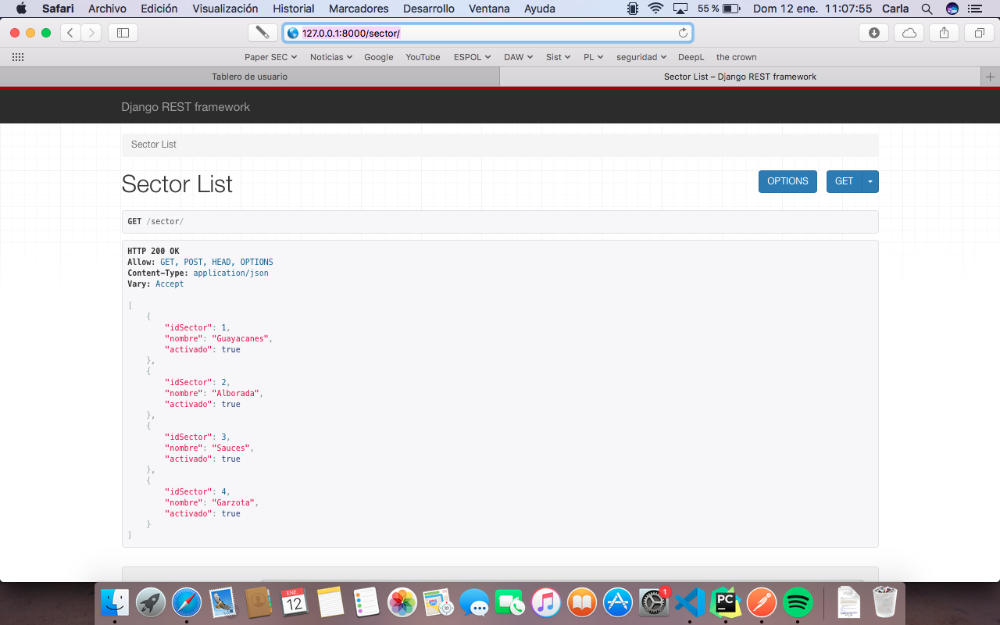 Safari Archivo Edición Visualización Historial Marcadores Desarrollo Ventana Ayuda 55 % Dom 12 ene. 11:07:55 Carla
127.0.0.1:8000/sector/
Paper SEC Noticias Google YouTube ESPOL DAW Sist PL seguridad DeepL the crown
Tablero de usuario Sector List – Django REST framework
Django REST framework
Sector List
Sector List OPTIONS GET
GET /sector/
HTTP 200 OK
Allow: GET, POST, HEAD, OPTIONS
Content-Type: application/json
Vary: Accept
[
{
"idSector": 1,
"nombre": "Guayacanes",
"activado": true
},
{
"idSector": 2,
"nombre": "Alborada",
"activado": true
},
{
"idSector": 3,
"nombre": "Sauces",
"activado": true
},
{
"idSector": 4,
"nombre": "Garzota",
"activado": true
}
]
ENE.
12
1
PC